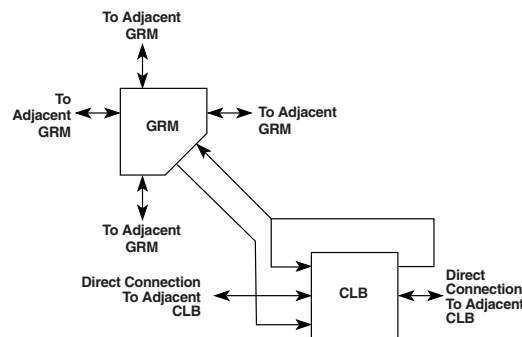 To Adjacent
GRM
To
Adjacent
GRM
GRM
To Adjacent
GRM
To Adjacent
GRM
Direct Connection
To Adjacent
CLB
CLB
Direct
Connection
To Adjacent
CLB